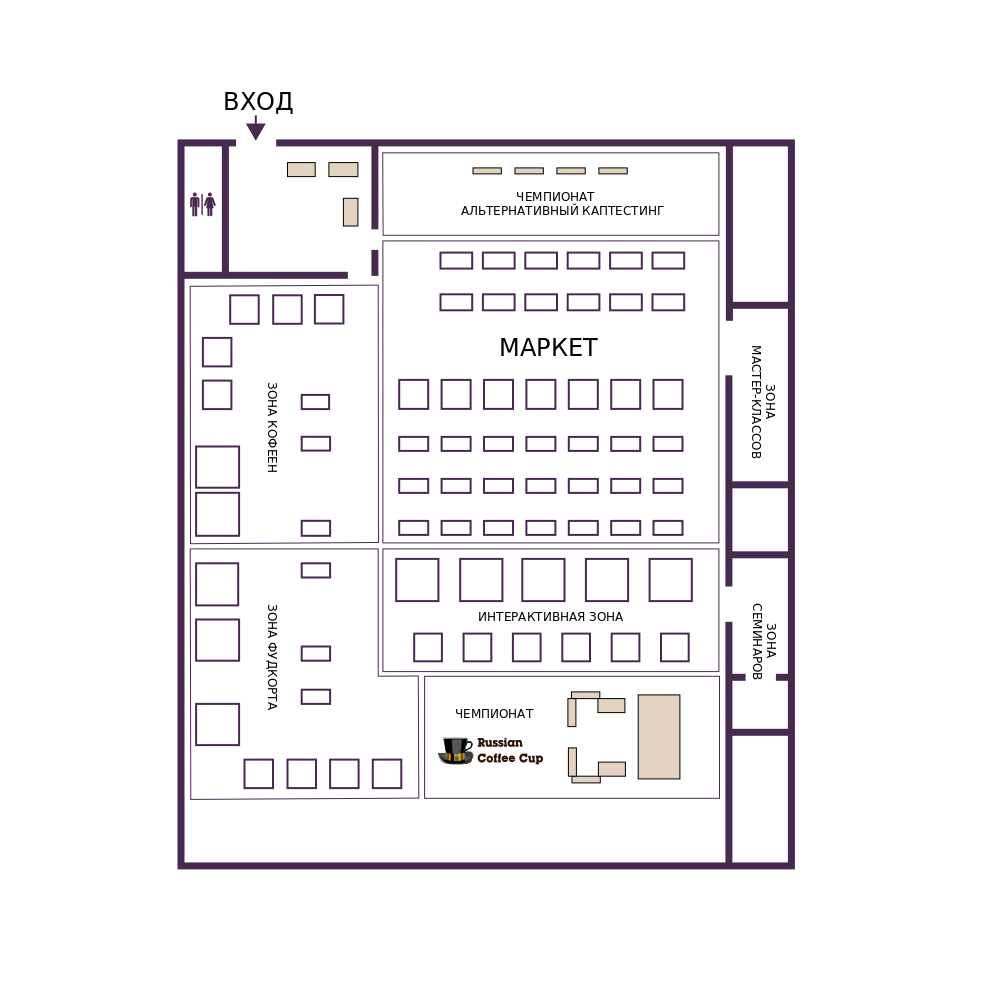 ВХОД
ЧЕМПИОНАТ
АЛЬТЕРНАТИВНЫЙ КАПТЕСТИНГ
МАРКЕТ
ЗОНА
МАСТЕР-КЛАССОВ
ЗОНА КОФЕЕН
ИНТЕРАКТИВНАЯ ЗОНА
ЗОНА
СЕМИНАРОВ
ЗОНА ФУДКОРТА
ЧЕМПИОНАТ
Russian
Coffee Cup